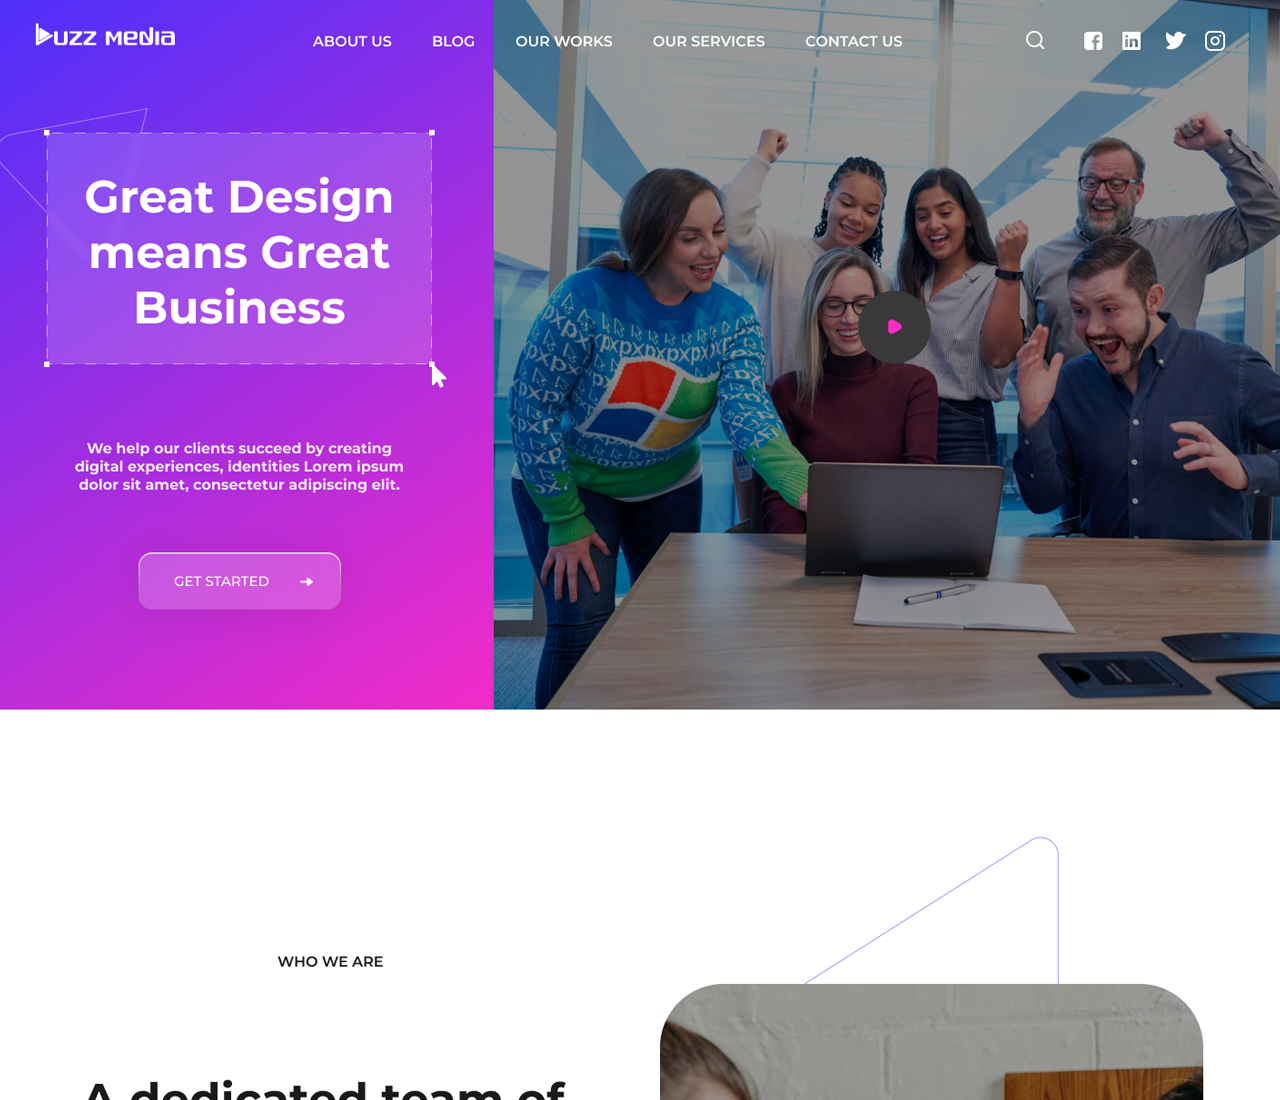 buzz media
ABOUT US
BLOG
OUR WORKS
OUR SERVICES
CONTACT US
Great Design
means Great
Business
We help our clients succeed by creating
digital experiences, identities Lorem ipsum
dolor sit amet, consectetur adipiscing elit.
GET STARTED
WHO WE ARE
A dedicated team of